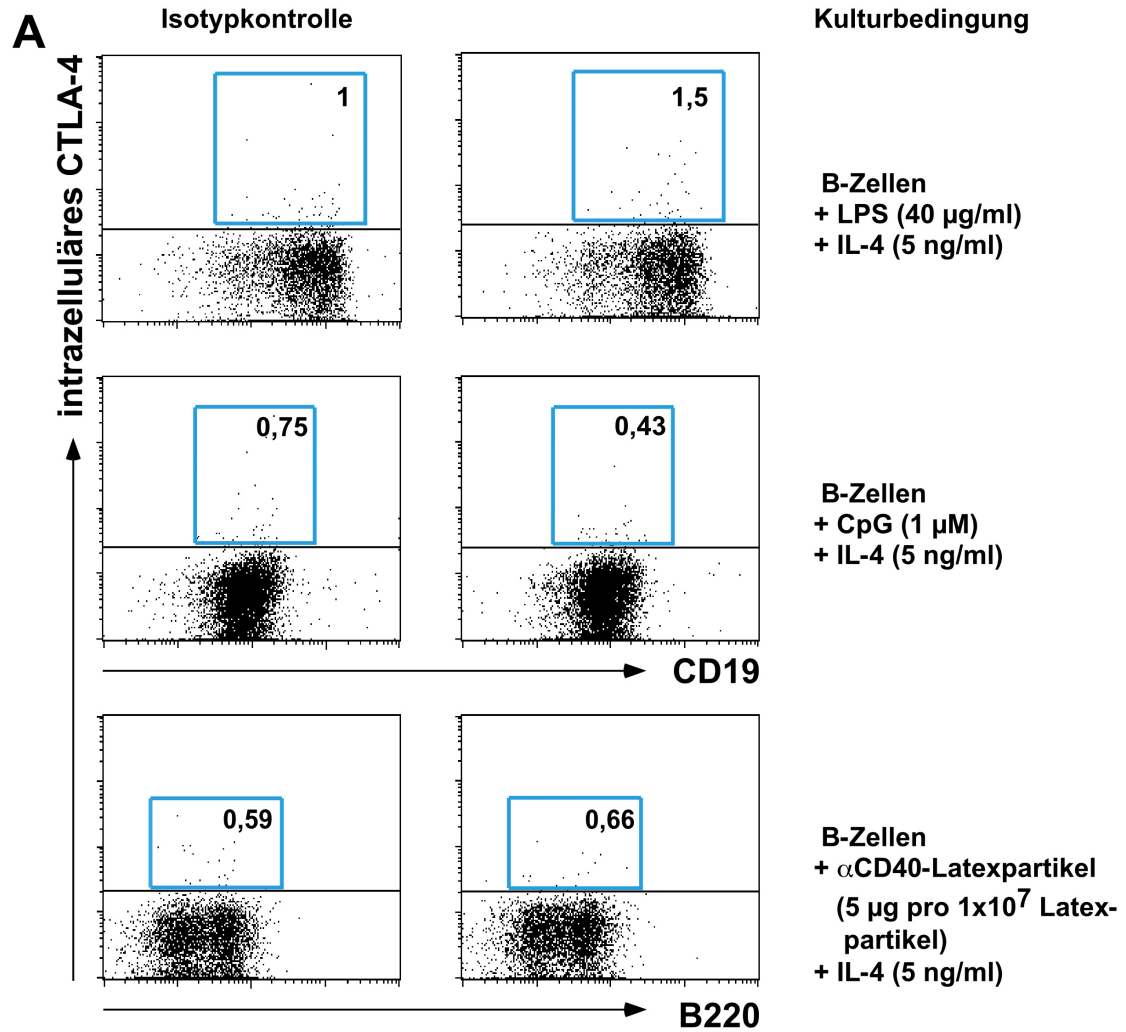 A
Isotypkontrolle
Kulturbedingung
intrazelluläres CTLA-4
1
1,5
B-Zellen
+ LPS (40 µg/ml)
+ IL-4 (5 ng/ml)
0,75
0,43
B-Zellen
+ CpG (1 µM)
+ IL-4 (5 ng/ml)
CD19
0,59
0,66
B-Zellen
+ αCD40-Latexpartikel
(5 µg pro 1x10⁷ Latex-
partikel)
+ IL-4 (5 ng/ml)
B220